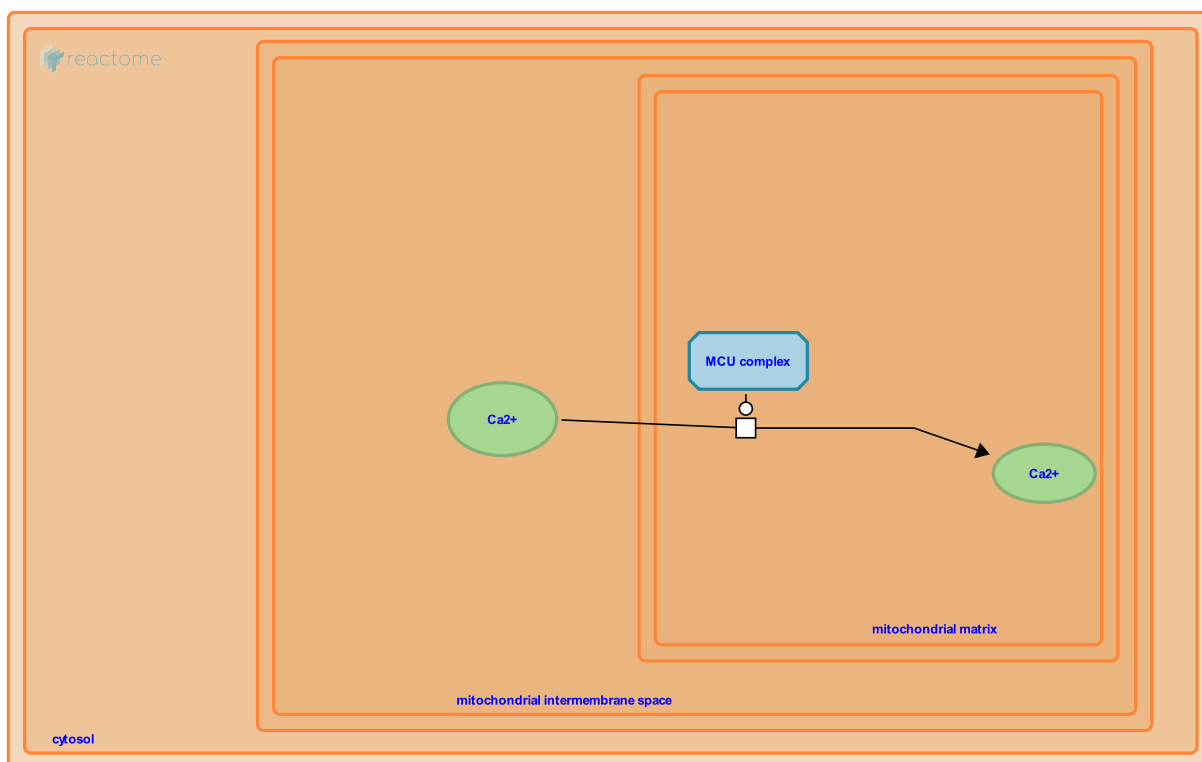 reactome
MCU complex
Ca2+
Ca2+
mitochondrial matrix
mitochondrial intermembrane space
cytosol